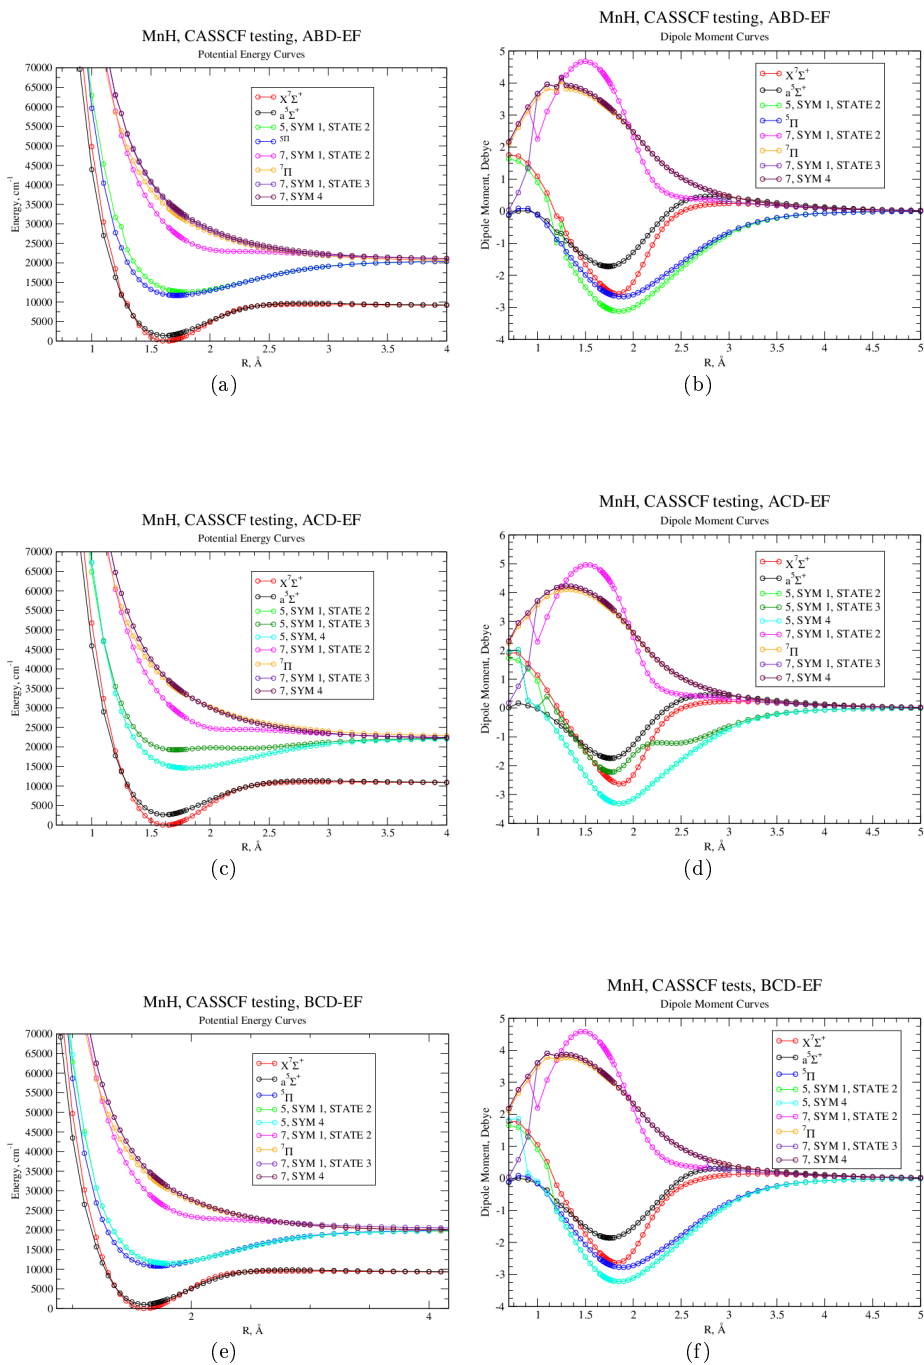 MnH, CASSCF testing, ABD-EF
Potential Energy Curves
70000
65000
60000
55000
50000
45000
40000
35000
30000
25000
20000
15000
10000
5000
0
Energy, cm⁻¹
X⁷Σ⁺
a⁵Σ⁺
5, SYM 1, STATE 2
⁵Π
7, SYM 1, STATE 2
⁷Π
7, SYM 1, STATE 3
7, SYM 4
1 1.5 2 2.5 3 3.5 4
R, Å
(a)
MnH, CASSCF testing, ABD-EF
Dipole Moment Curves
5
4
3
2
1
0
-1
-2
-3
-4
Dipole Moment, Debye
X⁷Σ⁺
a⁵Σ⁺
5, SYM 1, STATE 2
⁵Π
7, SYM 1, STATE 2
⁷Π
7, SYM 1, STATE 3
7, SYM 4
1 1.5 2 2.5 3 3.5 4 4.5 5
R, Å
(b)
MnH, CASSCF testing, ACD-EF
Potential Energy Curves
70000
65000
60000
55000
50000
45000
40000
35000
30000
25000
20000
15000
10000
5000
0
Energy, cm⁻¹
X⁷Σ⁺
a⁵Σ⁺
5, SYM 1, STATE 2
5, SYM 1, STATE 3
5, SYM, 4
7, SYM 1, STATE 2
⁷Π
7, SYM 1, STATE 3
7, SYM 4
1 1.5 2 2.5 3 3.5 4
R, Å
(c)
MnH, CASSCF testing, ACD-EF
Dipole Moment Curves
6
5
4
3
2
1
0
-1
-2
-3
-4
Dipole Moment, Debye
X⁷Σ⁺
a⁵Σ⁺
5, SYM 1, STATE 2
5, SYM 1, STATE 3
5, SYM 4
7, SYM 1, STATE 2
⁷Π
7, SYM 1, STATE 3
7, SYM 4
1 1.5 2 2.5 3 3.5 4 4.5 5
R, Å
(d)
MnH, CASSCF testing, BCD-EF
Potential Energy Curves
70000
65000
60000
55000
50000
45000
40000
35000
30000
25000
20000
15000
10000
5000
0
Energy, cm⁻¹
X⁷Σ⁺
a⁵Σ⁺
⁵Π
5, SYM 1, STATE 2
5, SYM 4
7, SYM 1, STATE 2
⁷Π
7, SYM 1, STATE 3
7, SYM 4
2 4
R, Å
(e)
MnH, CASSCF tests, BCD-EF
Dipole Moment Curves
5
4
3
2
1
0
-1
-2
-3
-4
Dipole Moment, Debye
X⁷Σ⁺
a⁵Σ⁺
⁵Π
5, SYM 1, STATE 2
5, SYM 4
7, SYM 1, STATE 2
⁷Π
7, SYM 1, STATE 3
7, SYM 4
1 1.5 2 2.5 3 3.5 4 4.5 5
R, Å
(f)